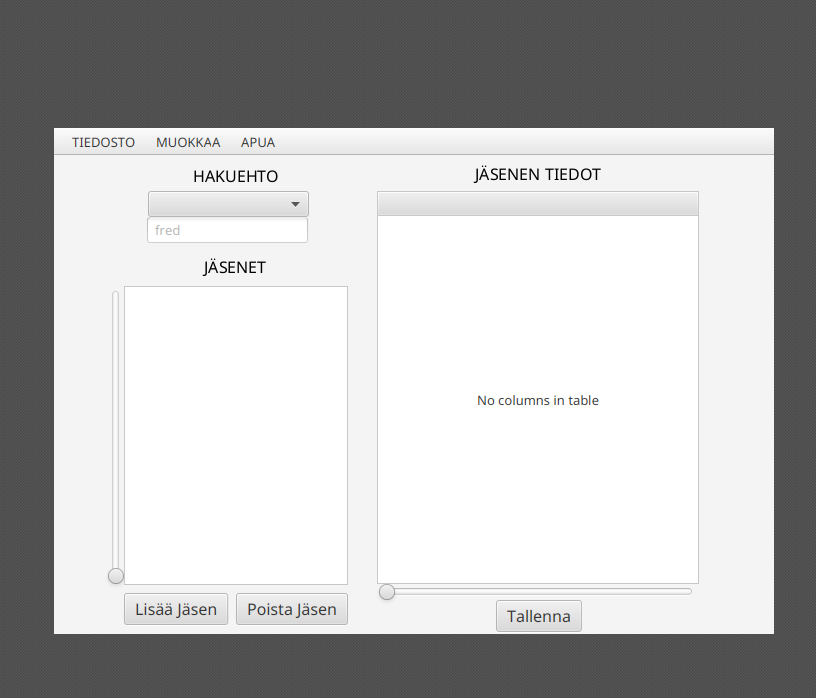 TIEDOSTO MUOKKAA APUA
HAKUEHTO
fred
JÄSENET
Lisää Jäsen Poista Jäsen
JÄSENEN TIEDOT
No columns in table
Tallenna